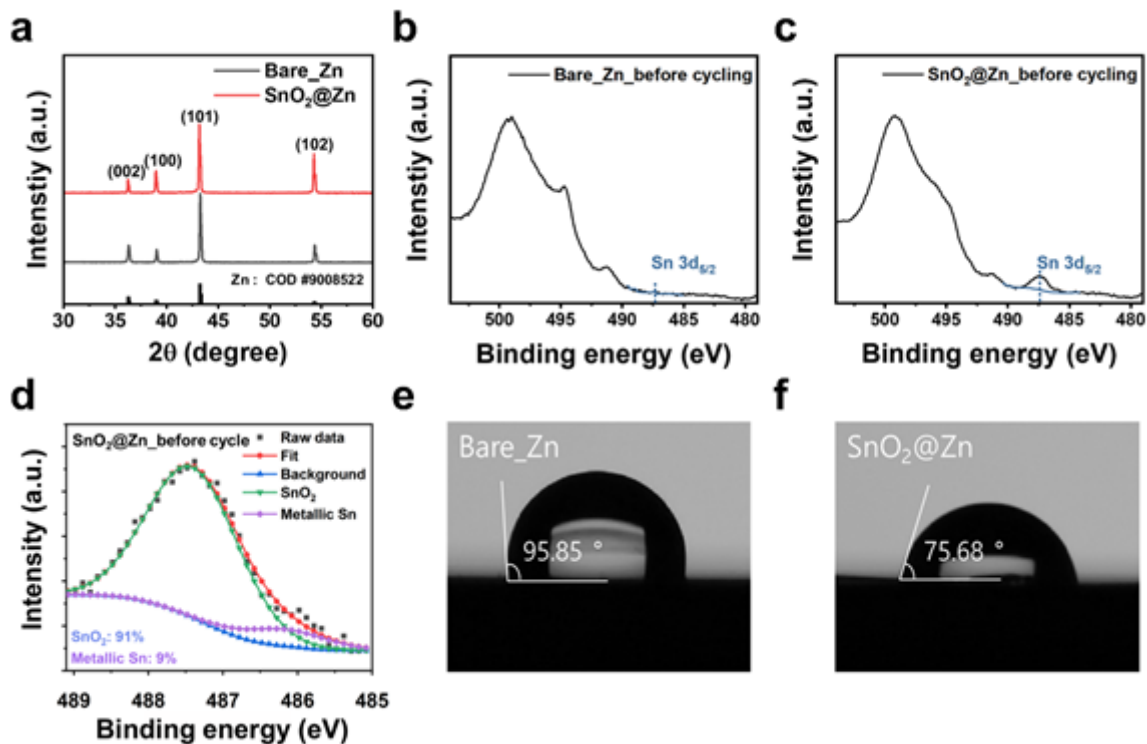 a
Bare_Zn
SnO2@Zn
(002)
(100)
(101)
(102)
Zn : COD #9008522
30 35 40 45 50 55 60
2θ (degree)
Intenstiy (a.u.)
b
Bare_Zn_before cycling
Sn 3d5/2
500 495 490 485 480
Binding energy (eV)
Intenstiy (a.u.)
c
SnO2@Zn_before cycling
Sn 3d5/2
500 495 490 485 480
Binding energy (eV)
Intenstiy (a.u.)
d
SnO2@Zn_before cycle
Raw data
Fit
Background
SnO2
Metallic Sn
SnO2: 91%
Metallic Sn: 9%
489 488 487 486 485
Binding energy (eV)
Intensity (a.u.)
e
Bare_Zn
95.85 °
f
SnO2@Zn
75.68 °